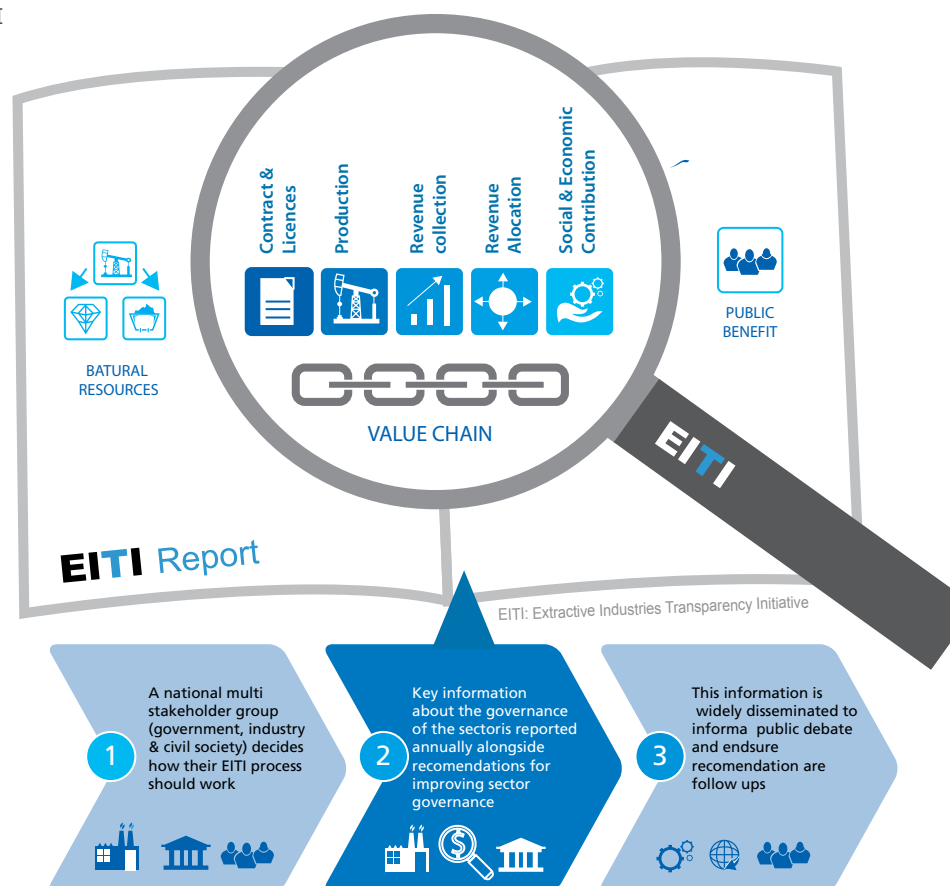 Contract &
Licences
Production
Revenue
collection
Revenue
Alocation
Social & Economic
Contribution
BATURAL
RESOURCES
PUBLIC
BENEFIT
VALUE CHAIN
EITI
EITI Report
EITI: Extractive Industries Transparency Initiative
1
A national multi
stakeholder group
(government, industry
& civil society) decides
how their EITI process
should work
2
Key information
about the governance
of the sectoris reported
annually alongside
recomendations for
improving sector
governance
3
This information is
widely disseminated to
informa public debate
and endsure
recomendation are
follow ups